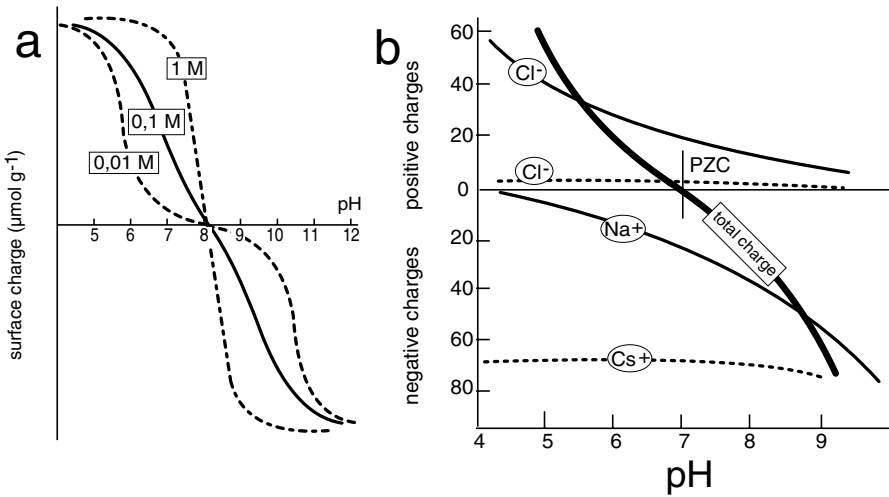 a
1 M
0,1 M
0,01 M
surface charge (µmol g-1)
pH
5 6 7 8 9 10 11 12
b
positive charges
negative charges
60
40
20
0
20
40
60
80
Cl-
Cl-
PZC
Na+
total charge
Cs+
4 5 6 7 8 9
pH